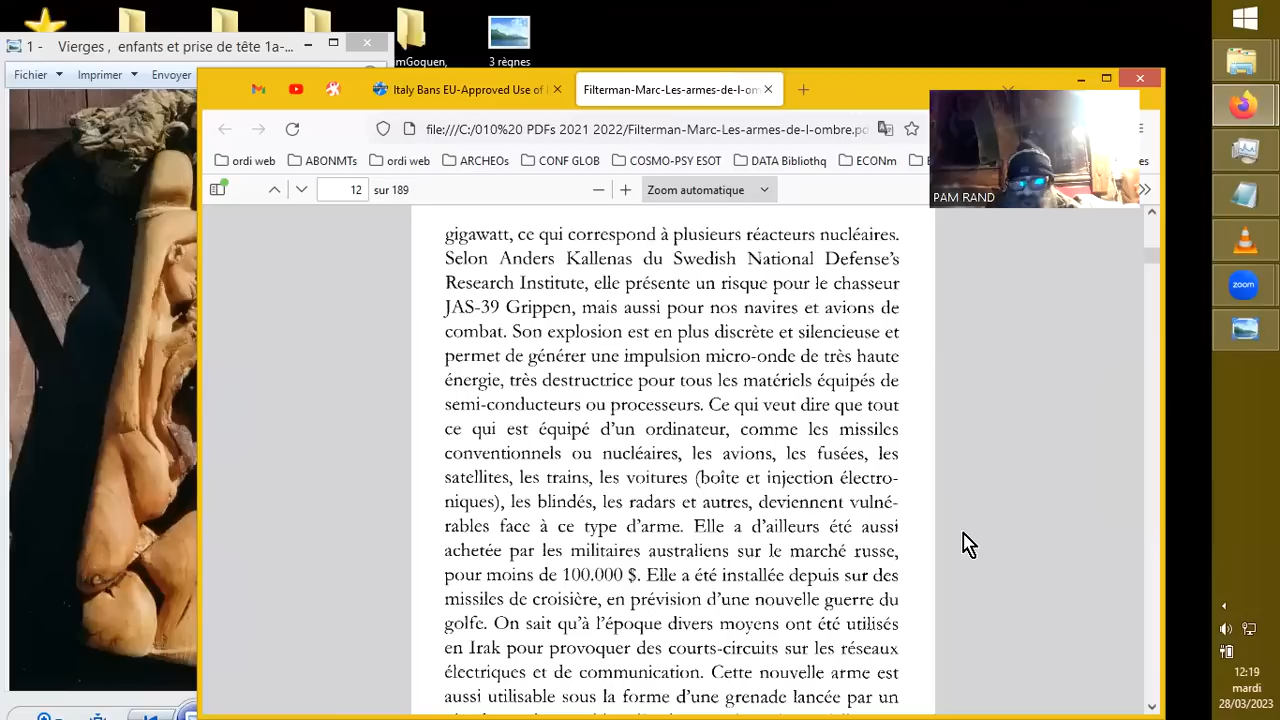 mGoquen,
3 règnes
1 - Vierges , enfants et prise de tête 1a-...
Fichier
Imprimer
Envoyer
Italy Bans EU-Approved Use of
Filterman-Marc-Les-armes-de-l-om
file:///C:/010%20 PDFs 2021 2022/Filterman-Marc-Les-armes-de-l-ombre.pd
ordi web
ABONMTs
ordi web
ARCHEOs
CONF GLOB
COSMO-PSY ESOT
DATA Bibliothq
ECONm
12
sur 189
Zoom automatique
PAM RAND
gigawatt, ce qui correspond à plusieurs réacteurs nucléaires.
Selon Anders Kallenas du Swedish National Defense's
Research Institute, elle présente un risque pour le chasseur
JAS-39 Grippen, mais aussi pour nos navires et avions de
combat. Son explosion est en plus discrète et silencieuse et
permet de générer une impulsion micro-onde de très haute
énergie, très destructrice pour tous les matériels équipés de
semi-conducteurs ou processeurs. Ce qui veut dire que tout
ce qui est équipé d'un ordinateur, comme les missiles
conventionnels ou nucléaires, les avions, les fusées, les
satellites, les trains, les voitures (boîte et injection électro-
niques), les blindés, les radars et autres, deviennent vulné-
rables face à ce type d'arme. Elle a d'ailleurs été aussi
achetée par les militaires australiens sur le marché russe,
pour moins de 100.000 $. Elle a été installée depuis sur des
missiles de croisière, en prévision d'une nouvelle guerre du
golfe. On sait qu'à l'époque divers moyens ont été utilisés
en Irak pour provoquer des courts-circuits sur les réseaux
électriques et de communication. Cette nouvelle arme est
aussi utilisable sous la forme d'une grenade lancée par un
zoom
12:19
mardi
28/03/2023